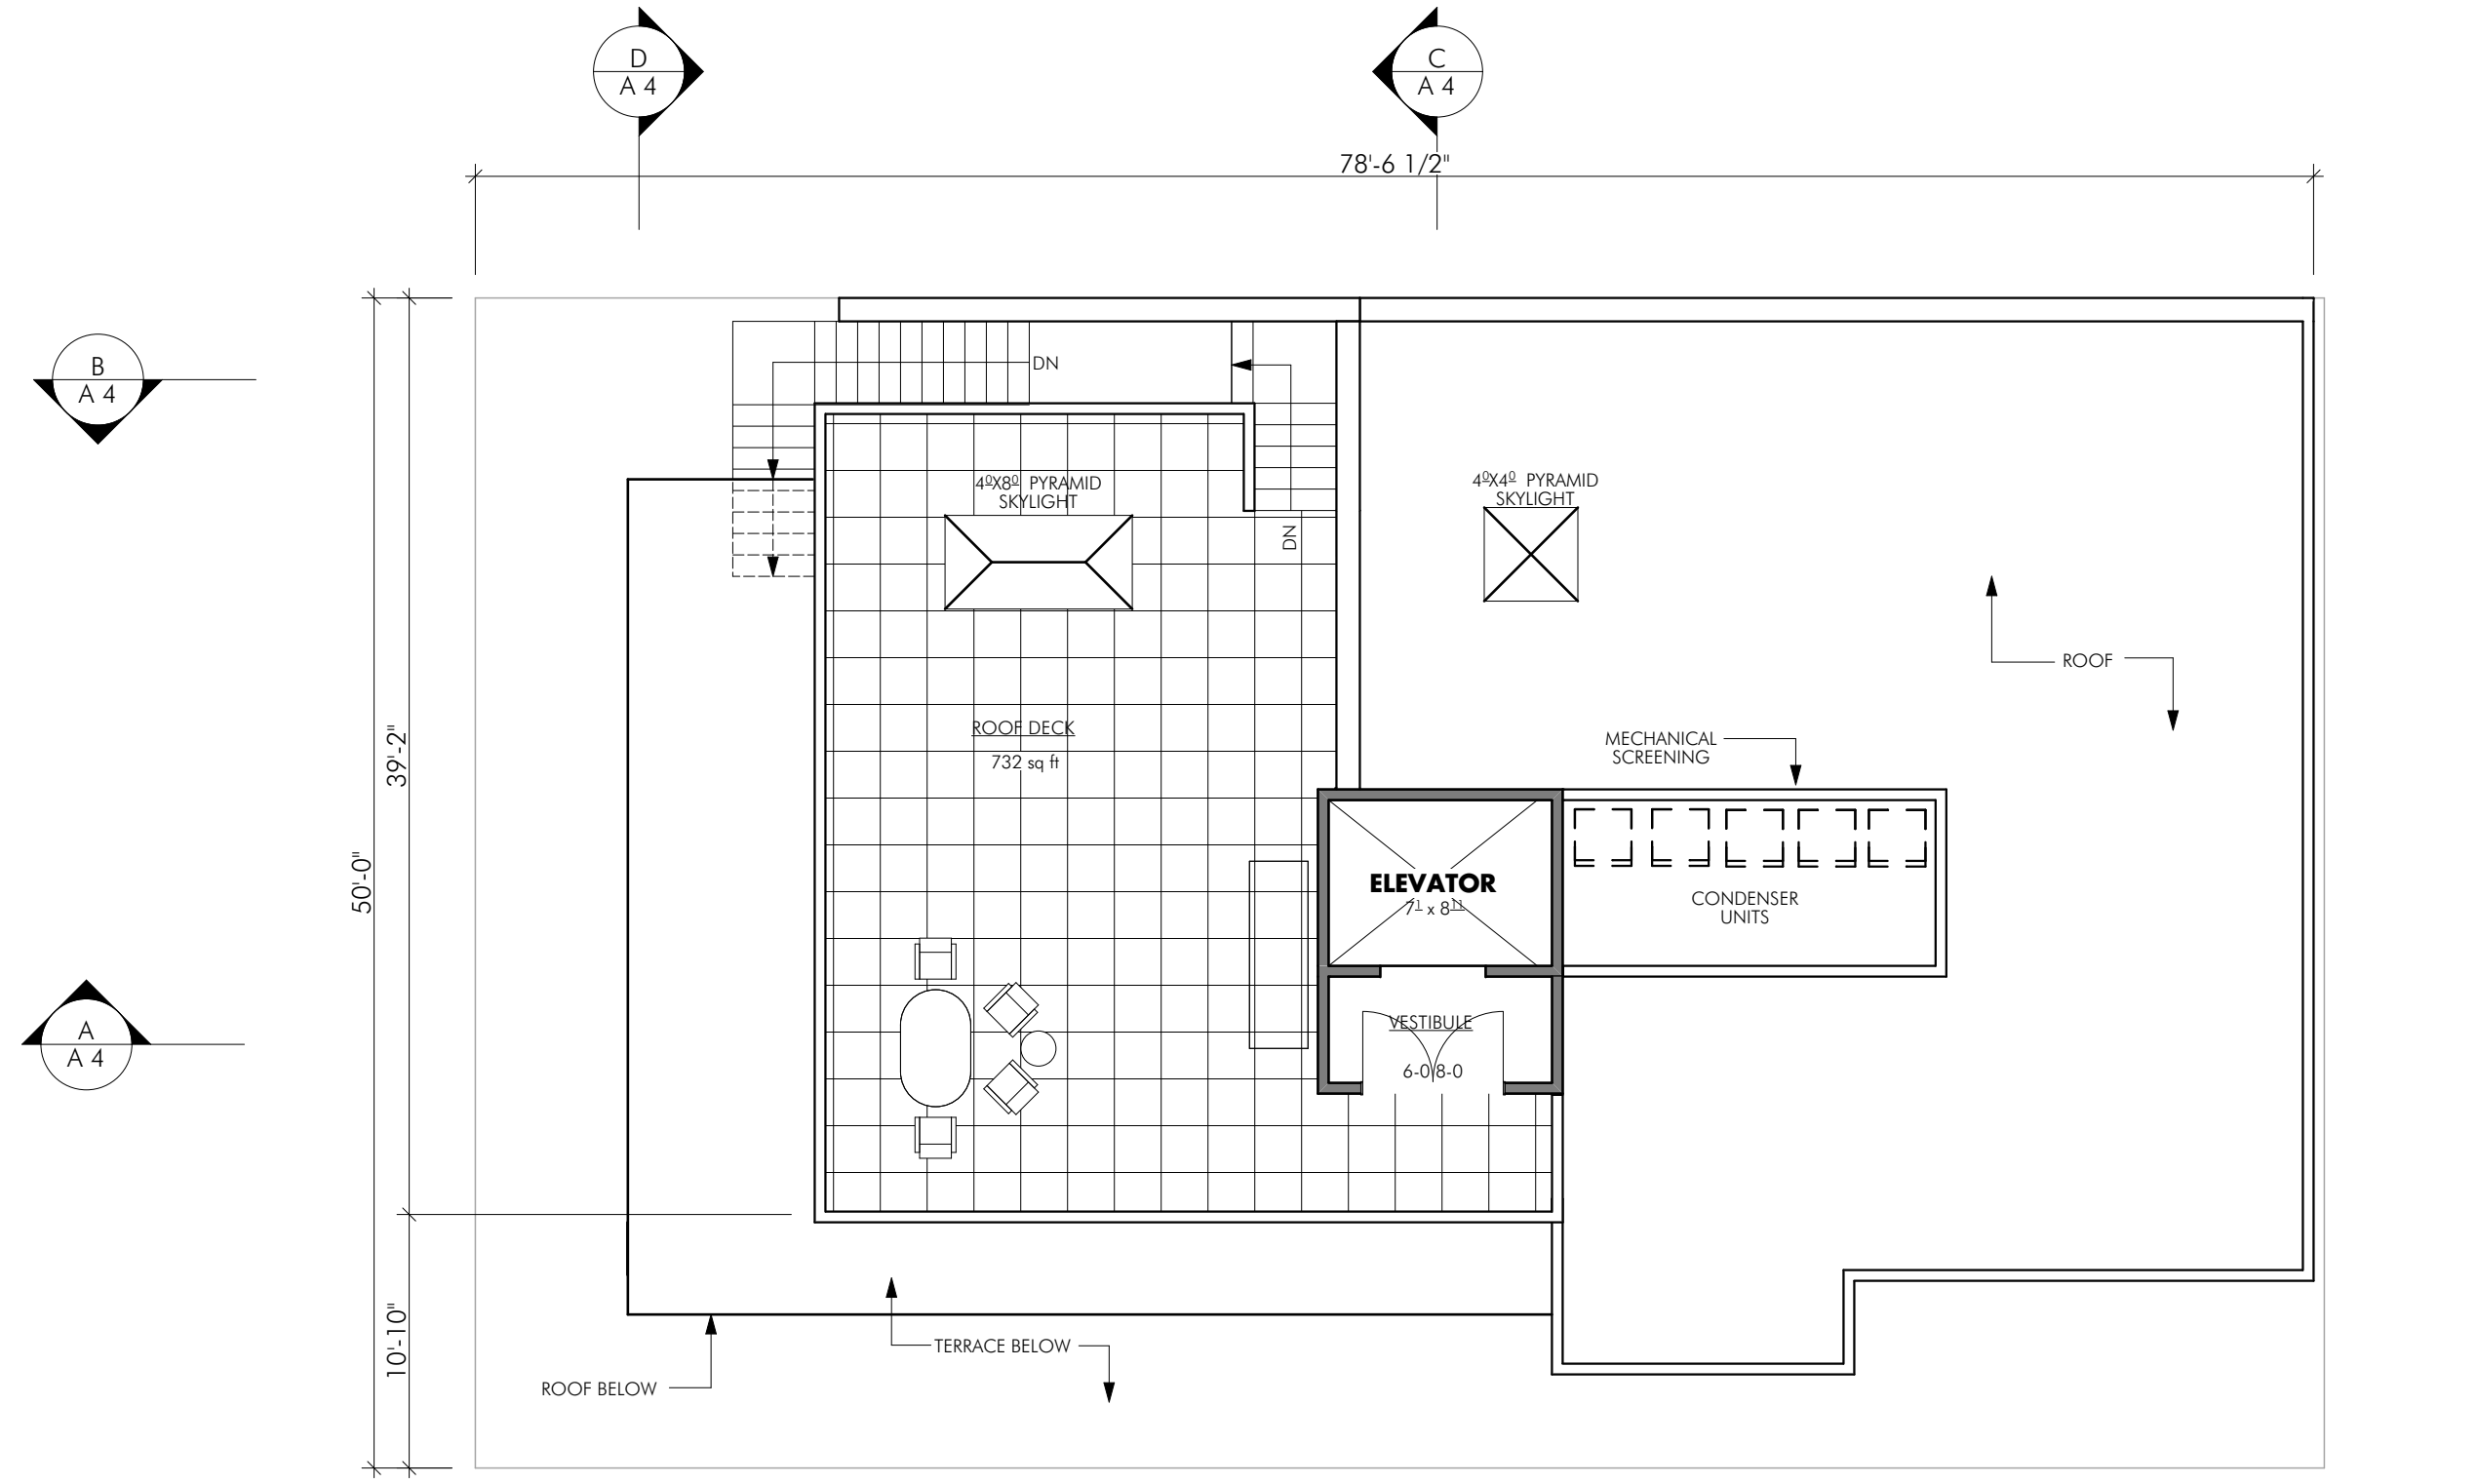 D
A 4
C
A 4
78'-6 1/2"
B
A 4
DN
4⁰X8⁰ PYRAMID
SKYLIGHT
4⁰X4⁰ PYRAMID
SKYLIGHT
DN
ROOF
39'-2"
ROOF DECK
732 sq ft
MECHANICAL
SCREENING
50'-0"
ELEVATOR
7¹ x 8¹¹
CONDENSER
UNITS
A
A 4
VESTIBULE
6-0 8-0
10'-10"
TERRACE BELOW
ROOF BELOW